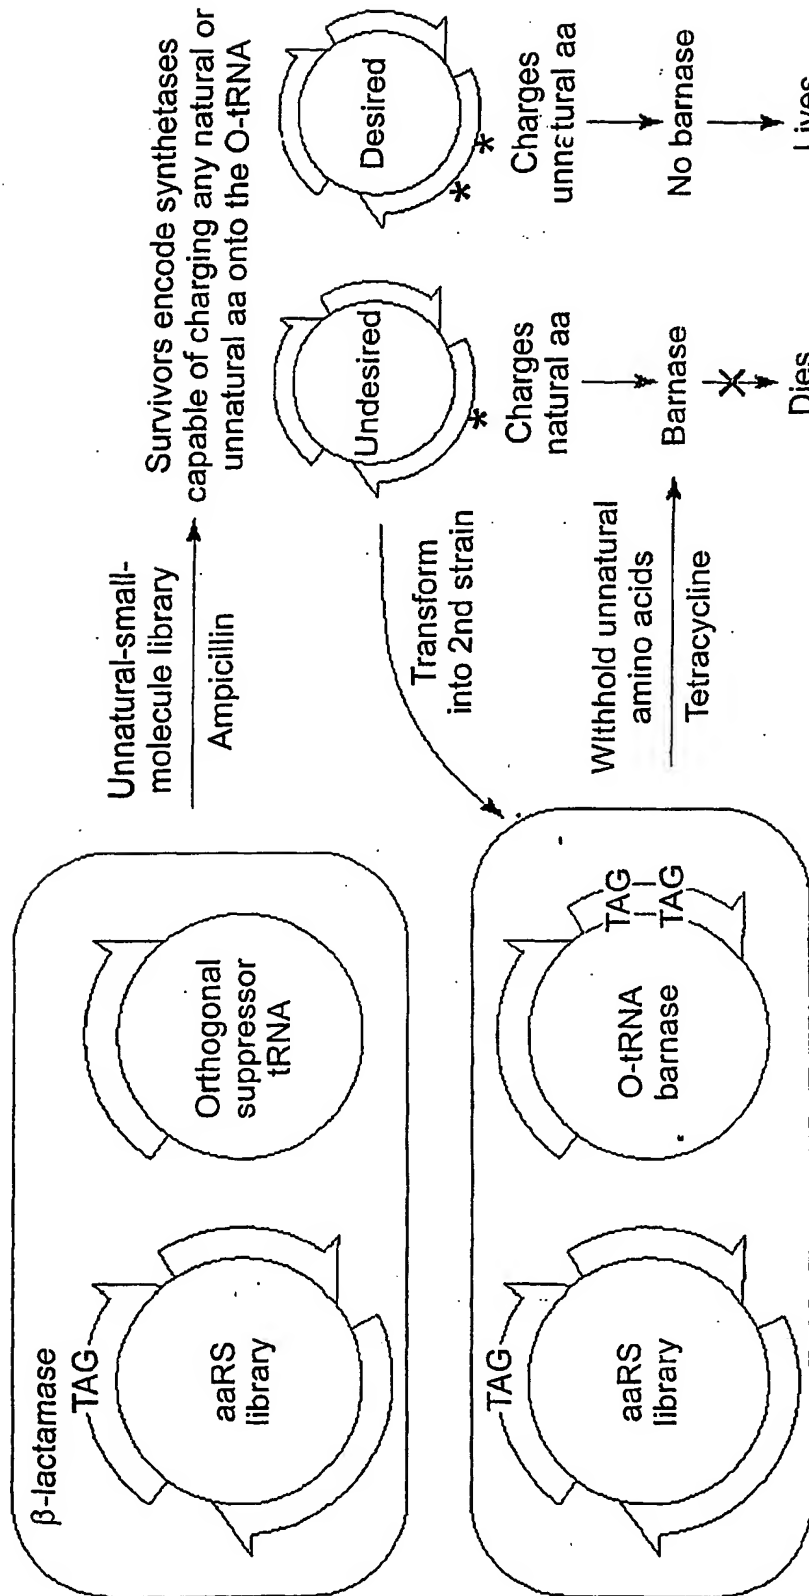 β-lactamase
TAG
aaRS
library
Orthogonal
suppressor
tRNA
Unnatural-small-
molecule library
Ampicillin
Survivors encode synthetases
capable of charging any natural or
unnatural aa onto the O-tRNA
Undesired
*
Desired
* *
Transform
into 2nd strain
Charges
natural aa
Charges
unnatural aa
TAG
aaRS
library
O-tRNA
barnase
TAG
TAG
Withhold unnatural
amino acids
Tetracycline
Barnase
No barnase
Dies
Lives